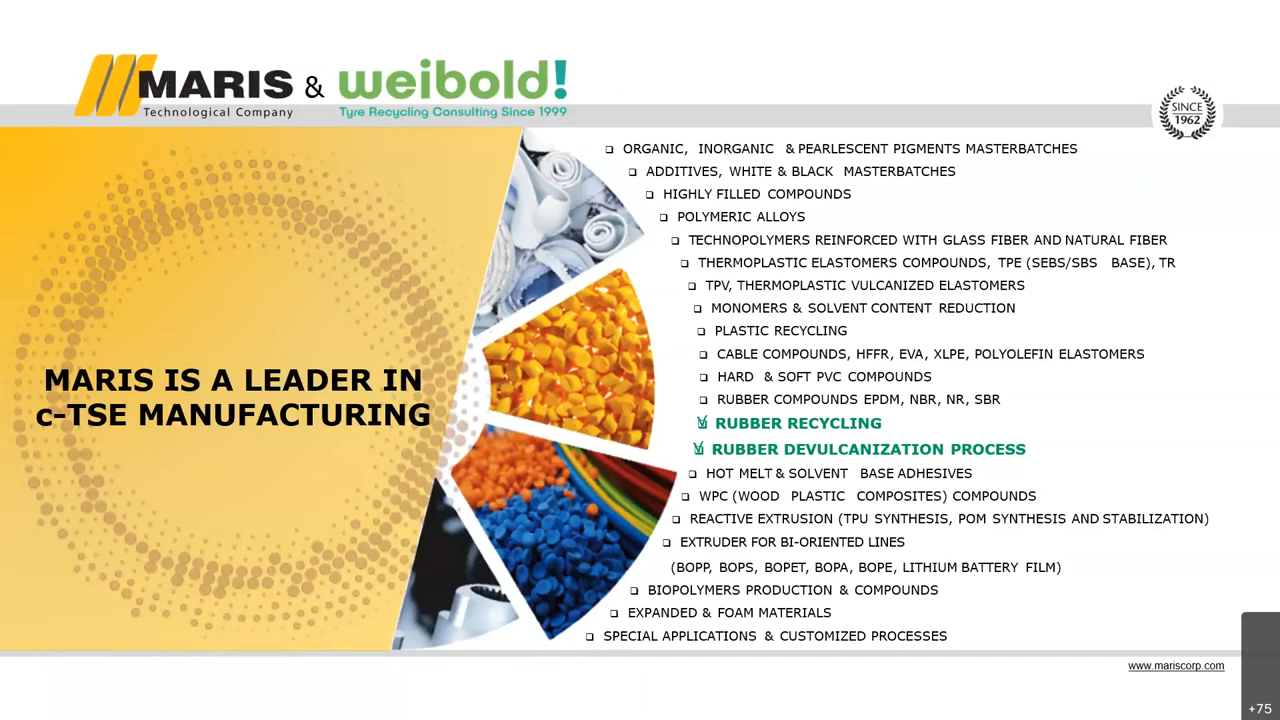 MARIS & weibold!
Technological Company
Tyre Recycling Consulting Since 1999
SINCE
1962
MARIS IS A LEADER IN
c-TSE MANUFACTURING
ORGANIC, INORGANIC & PEARLESCENT PIGMENTS MASTERBATCHES
ADDITIVES, WHITE & BLACK MASTERBATCHES
HIGHLY FILLED COMPOUNDS
POLYMERIC ALLOYS
TECHNOPOLYMERS REINFORCED WITH GLASS FIBER AND NATURAL FIBER
THERMOPLASTIC ELASTOMERS COMPOUNDS, TPE (SEBS/SBS BASE), TR
TPV, THERMOPLASTIC VULCANIZED ELASTOMERS
MONOMERS & SOLVENT CONTENT REDUCTION
PLASTIC RECYCLING
CABLE COMPOUNDS, HFFR, EVA, XLPE, POLYOLEFIN ELASTOMERS
HARD & SOFT PVC COMPOUNDS
RUBBER COMPOUNDS EPDM, NBR, NR, SBR
RUBBER RECYCLING
RUBBER DEVULCANIZATION PROCESS
HOT MELT & SOLVENT BASE ADHESIVES
WPC (WOOD PLASTIC COMPOSITES) COMPOUNDS
REACTIVE EXTRUSION (TPU SYNTHESIS, POM SYNTHESIS AND STABILIZATION)
EXTRUDER FOR BI-ORIENTED LINES
(BOPP, BOPS, BOPET, BOPA, BOPE, LITHIUM BATTERY FILM)
BIOPOLYMERS PRODUCTION & COMPOUNDS
EXPANDED & FOAM MATERIALS
SPECIAL APPLICATIONS & CUSTOMIZED PROCESSES
www.mariscorp.com
+75